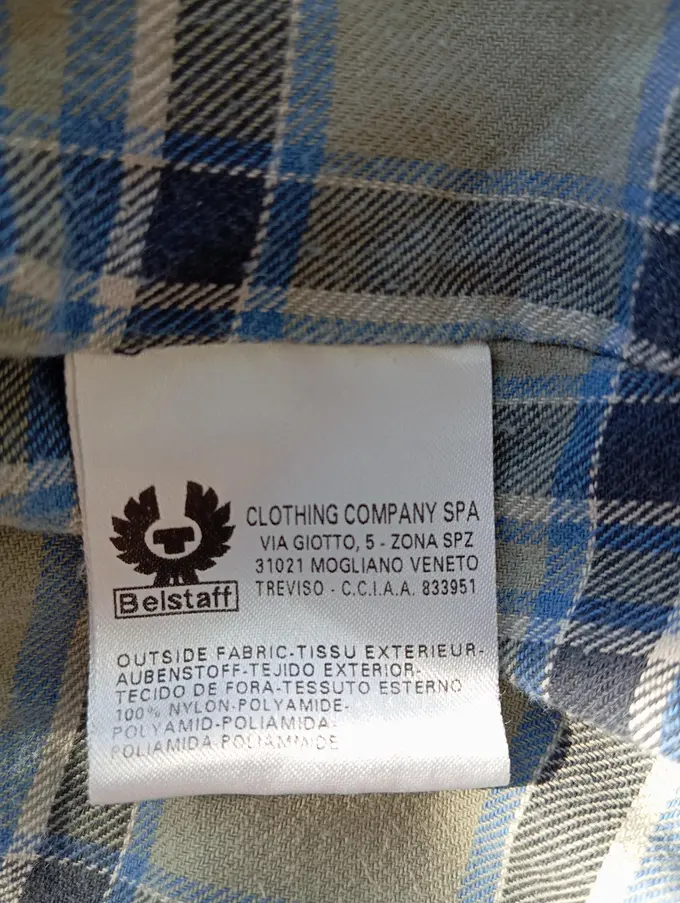 CLOTHING COMPANY SPA
VIA GIOTTO, 5 - ZONA SPZ
31021 MOGLIANO VENETO
TREVISO - C.C.I.A.A. 833951
Belstaff
OUTSIDE FABRIC-TISSU EXTERIEUR-
AUBENSTOFF-TEJIDO EXTERIOR-
TECIDO DE FORA-TESSUTO ESTERNO
100% NYLON-POLYAMIDE-
POLYAMID-POLIAMIDA-
POLIAMIDA-POLIAMMIDE